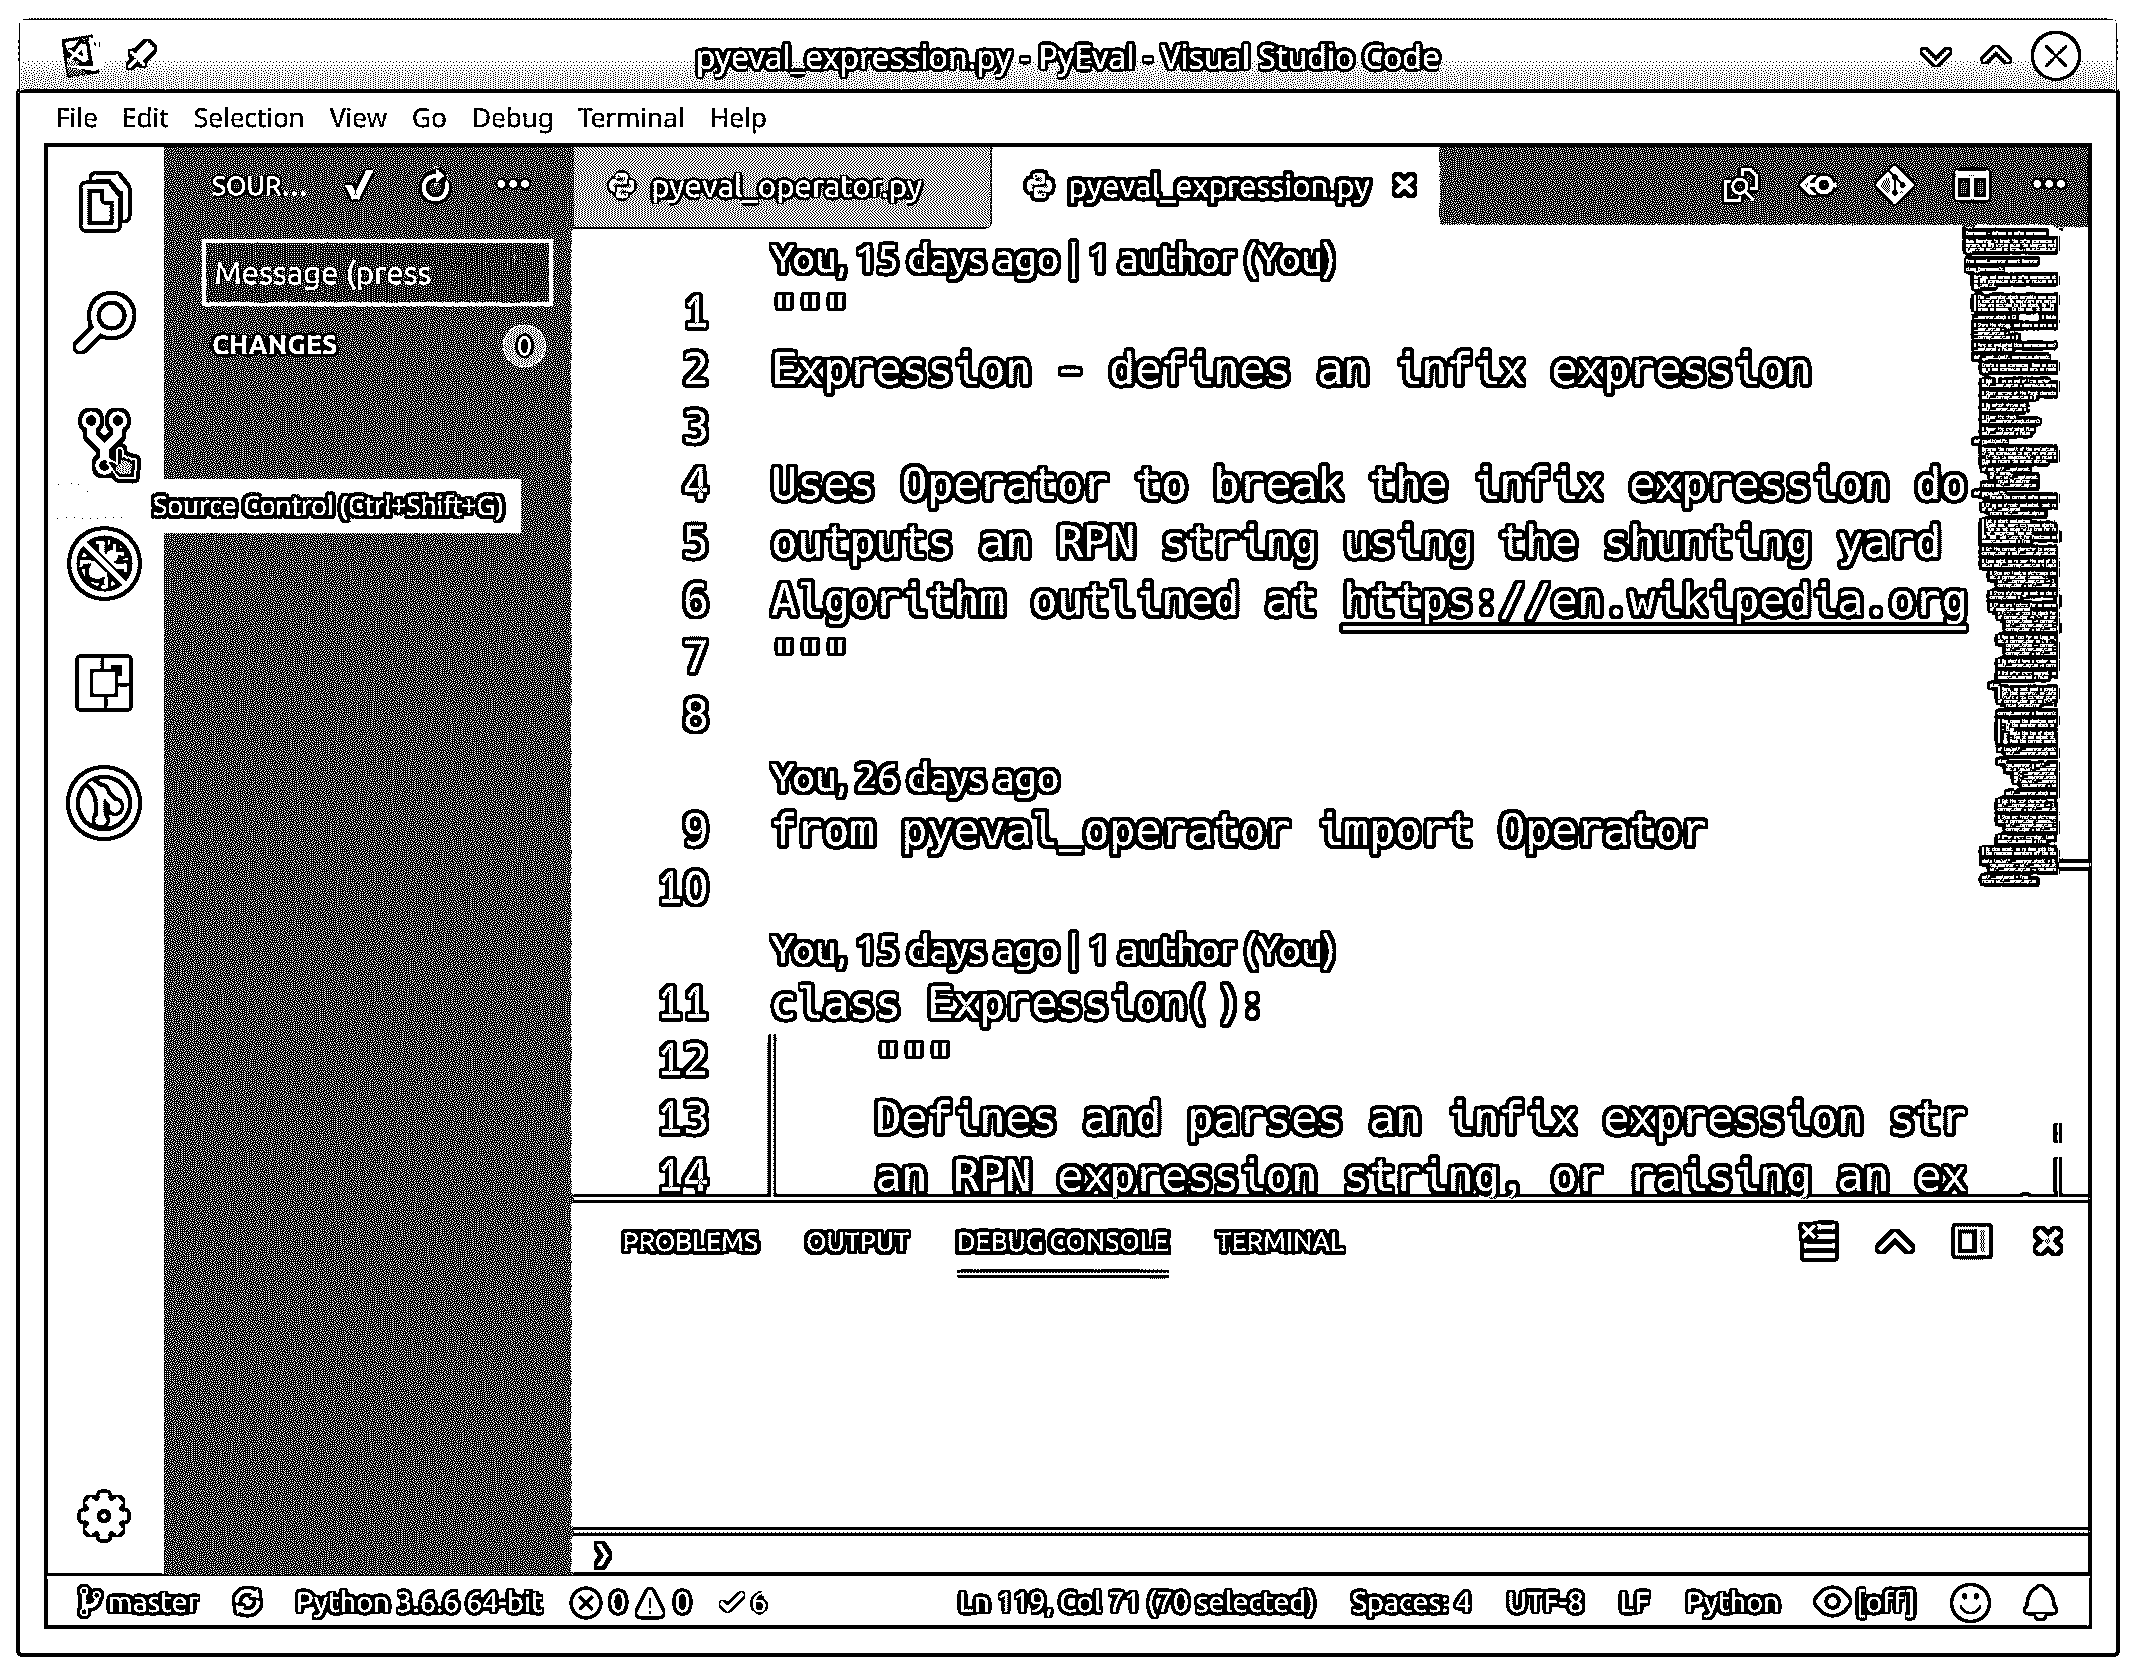 pyeval_expression.py - PyEval - Visual Studio Code
File Edit Selection View Go Debug Terminal Help
SOUR...
pyeval_operator.py
pyeval_expression.py
Message (press
CHANGES 0
Source Control (Ctrl+Shift+G)
You, 15 days ago | 1 author (You)
1 """
2 Expression - defines an infix expression
3
4 Uses Operator to break the infix expression do
5 outputs an RPN string using the shunting yard
6 Algorithm outlined at https://en.wikipedia.org
7 """
8
You, 26 days ago
9 from pyeval_operator import Operator
10
You, 15 days ago | 1 author (You)
11 class Expression():
12 """
13 Defines and parses an infix expression str
14 an RPN expression string, or raising an ex
PROBLEMS OUTPUT DEBUG CONSOLE TERMINAL
master Python 3.6.6 64-bit 0 0 6 Ln 119, Col 71 (70 selected) Spaces: 4 UTF-8 LF Python [off]